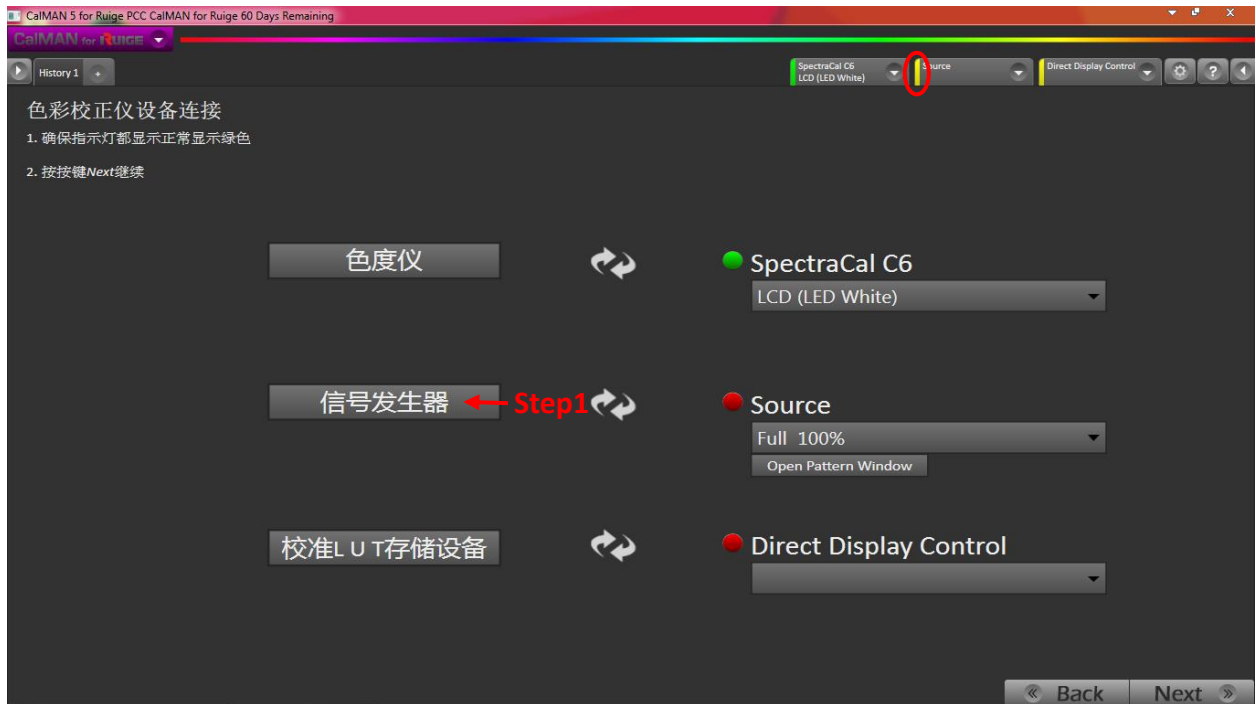 CalMAN 5 for Ruige PCC CalMAN for Ruige 60 Days Remaining
CalMAN for RUIGE
History 1
SpectraCal C6
LCD (LED White)
Source
Direct Display Control
?
色彩校正仪设备连接
1. 确保指示灯都显示正常显示绿色
2. 按按键Next继续
色度仪
SpectraCal C6
LCD (LED White)
信号发生器
Step1
Source
Full 100%
Open Pattern Window
校准L U T存储设备
Direct Display Control
Back
Next